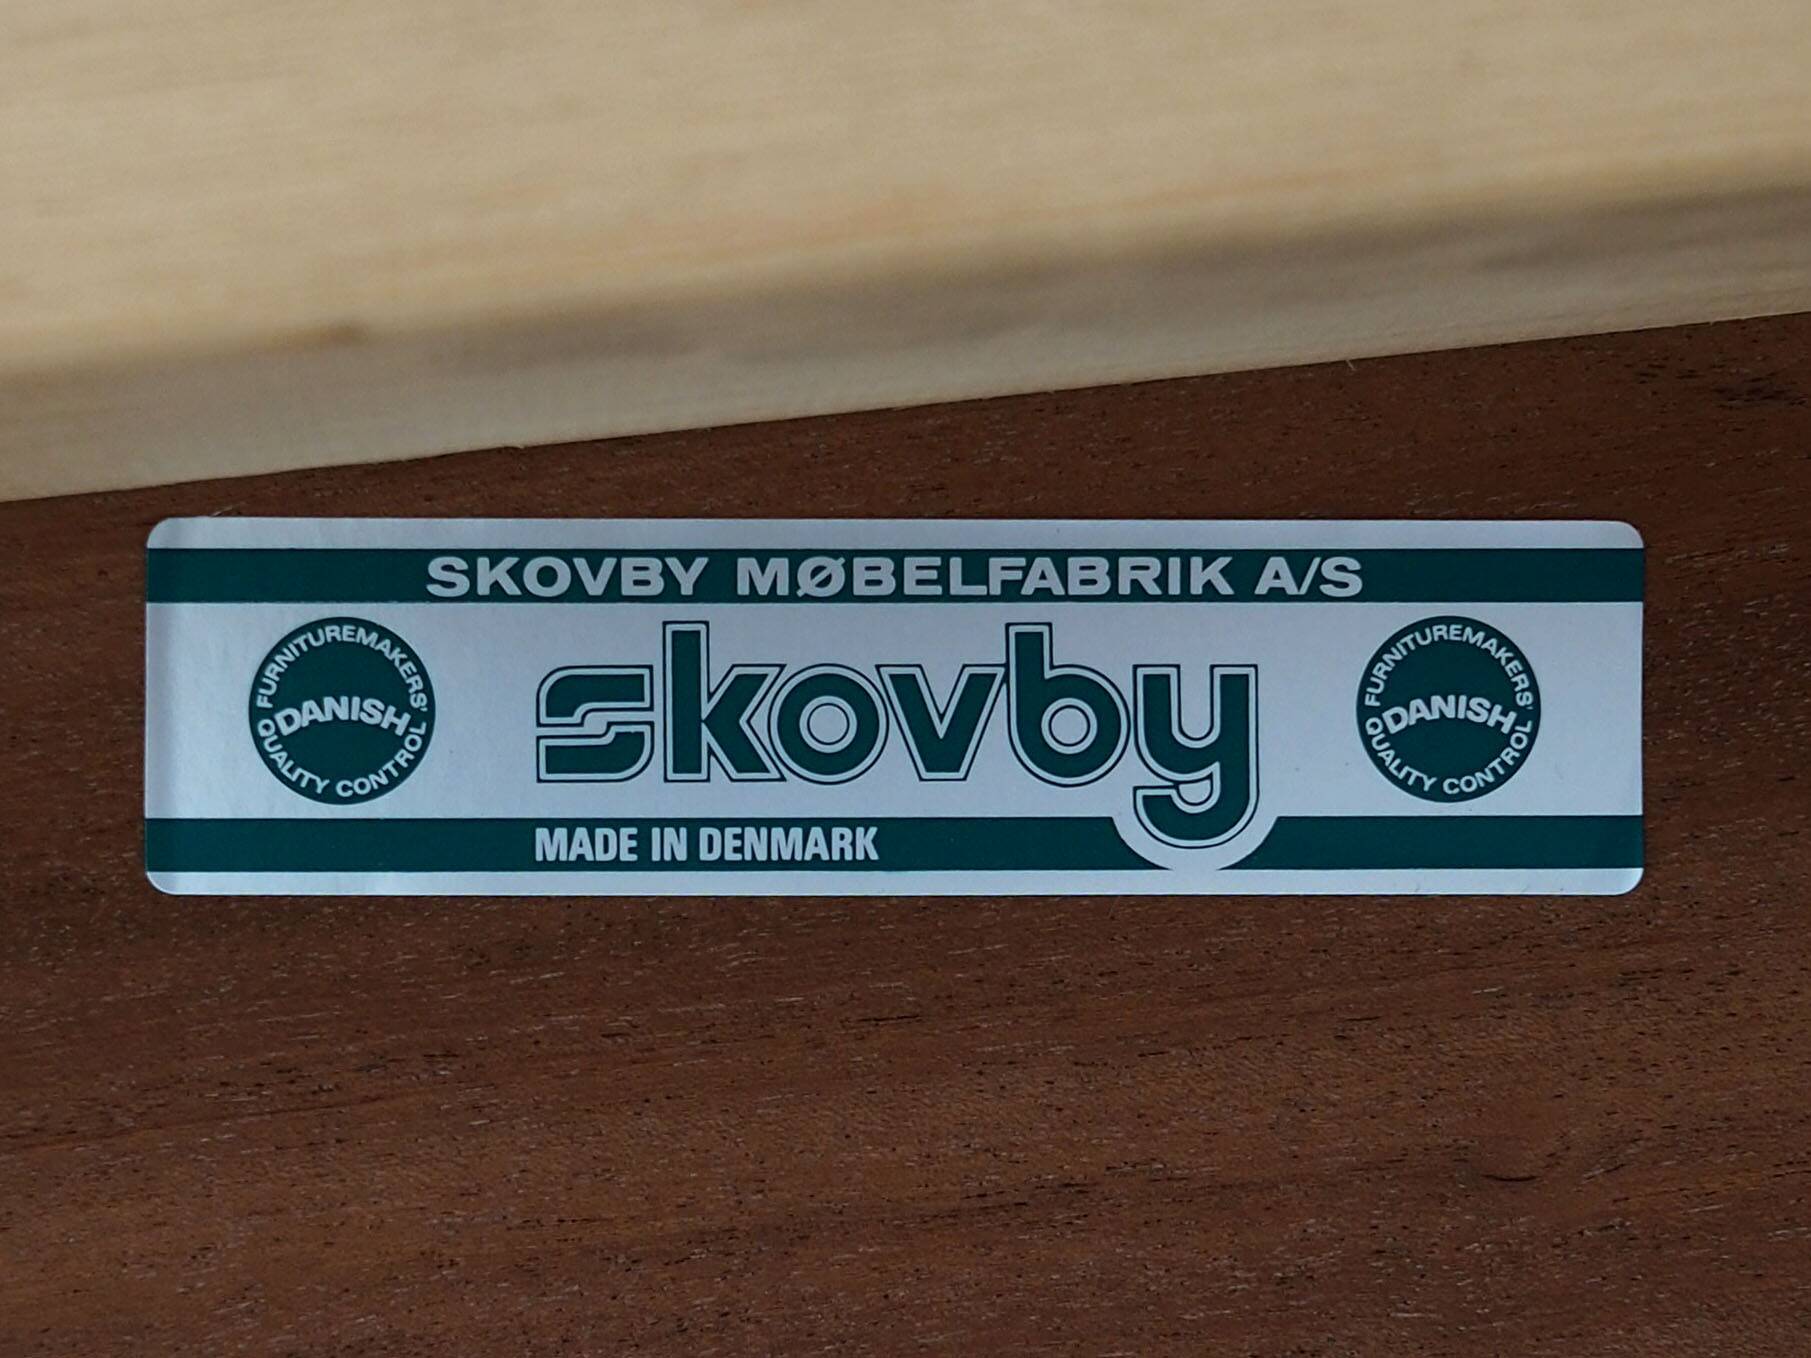 SKOVBY MØBELFABRIK A/S
FURNITUREMAKERS'
DANISH
QUALITY CONTROL
skovby
FURNITUREMAKERS'
DANISH
QUALITY CONTROL
MADE IN DENMARK